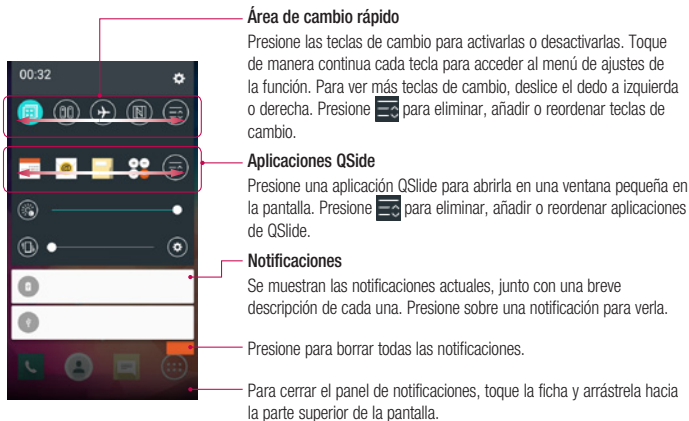 Área de cambio rápido
Presione las teclas de cambio para activarlas o desactivarlas. Toque
de manera continua cada tecla para acceder al menú de ajustes de
la función. Para ver más teclas de cambio, deslice el dedo a izquierda
o derecha. Presione para eliminar, añadir o reordenar teclas de
cambio.
00:32
Aplicaciones QSide
Presione una aplicación QSlide para abrirla en una ventana pequeña en
la pantalla. Presione para eliminar, añadir o reordenar aplicaciones
de QSlide.
Notificaciones
Se muestran las notificaciones actuales, junto con una breve
descripción de cada una. Presione sobre una notificación para verla.
Presione para borrar todas las notificaciones.
Para cerrar el panel de notificaciones, toque la ficha y arrástrela hacia
la parte superior de la pantalla.